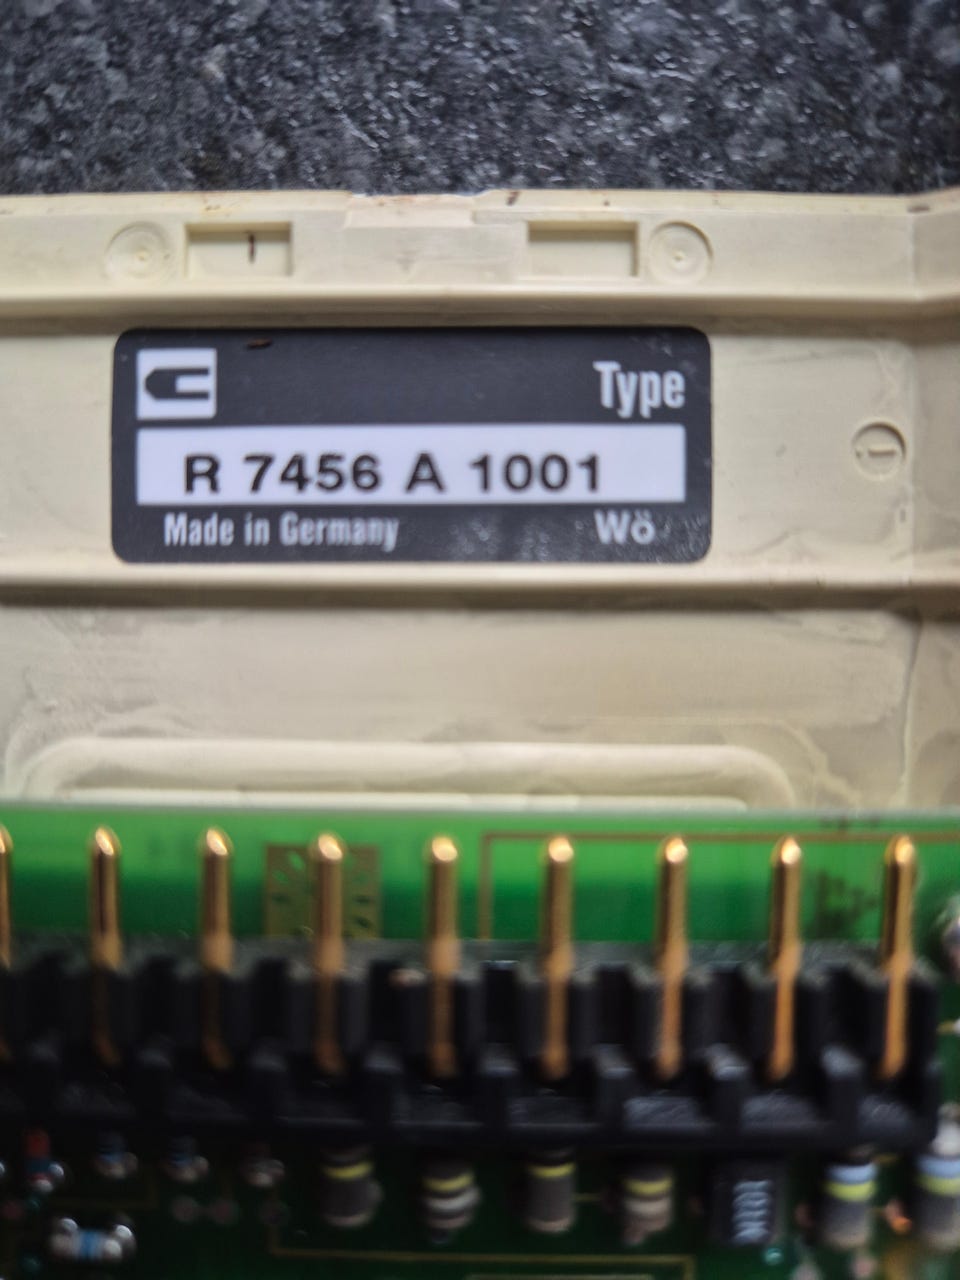 Type
R 7456 A 1001
Made in Germany Wö